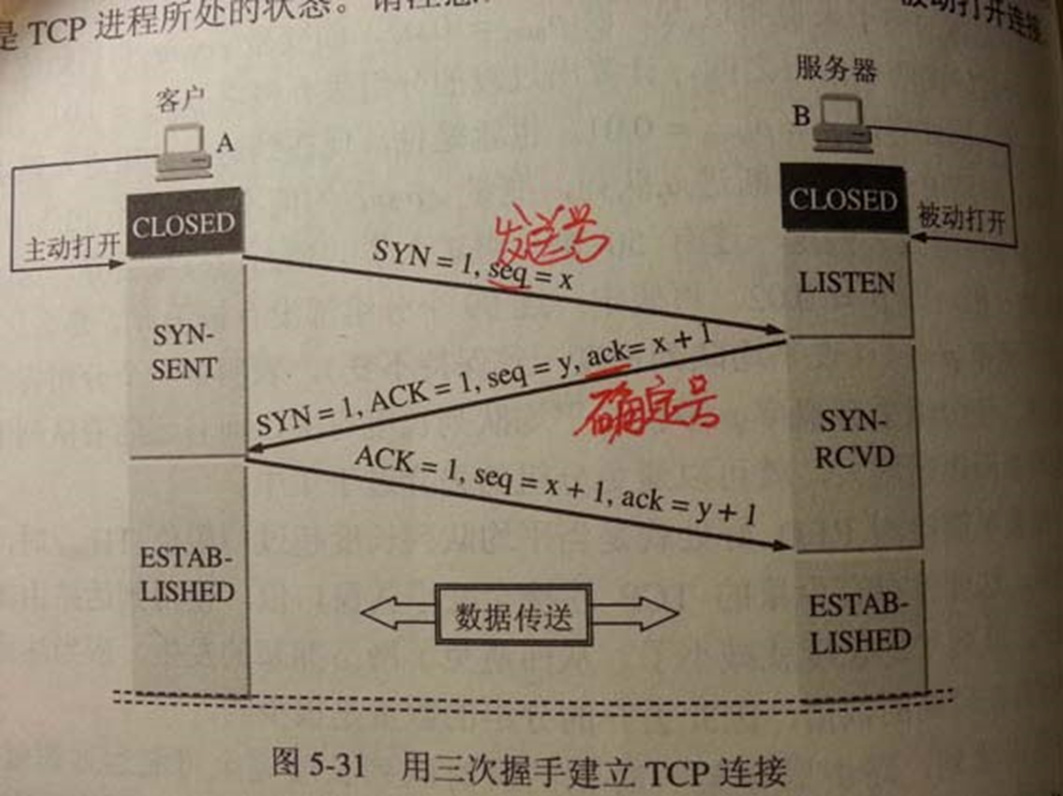 是 TCP 进程所处的状态。请注意
被动打开连接
客户
A
服务器
B
CLOSED
CLOSED
主动打开
被动打开
发送号
SYN = 1, seq = x
LISTEN
SYN-
SENT
SYN = 1, ACK = 1, seq = y, ack= x + 1
确定号
SYN-
RCVD
ACK = 1, seq = x + 1, ack = y + 1
ESTAB-
LISHED
数据传送
ESTAB-
LISHED
图 5-31 用三次握手建立 TCP 连接